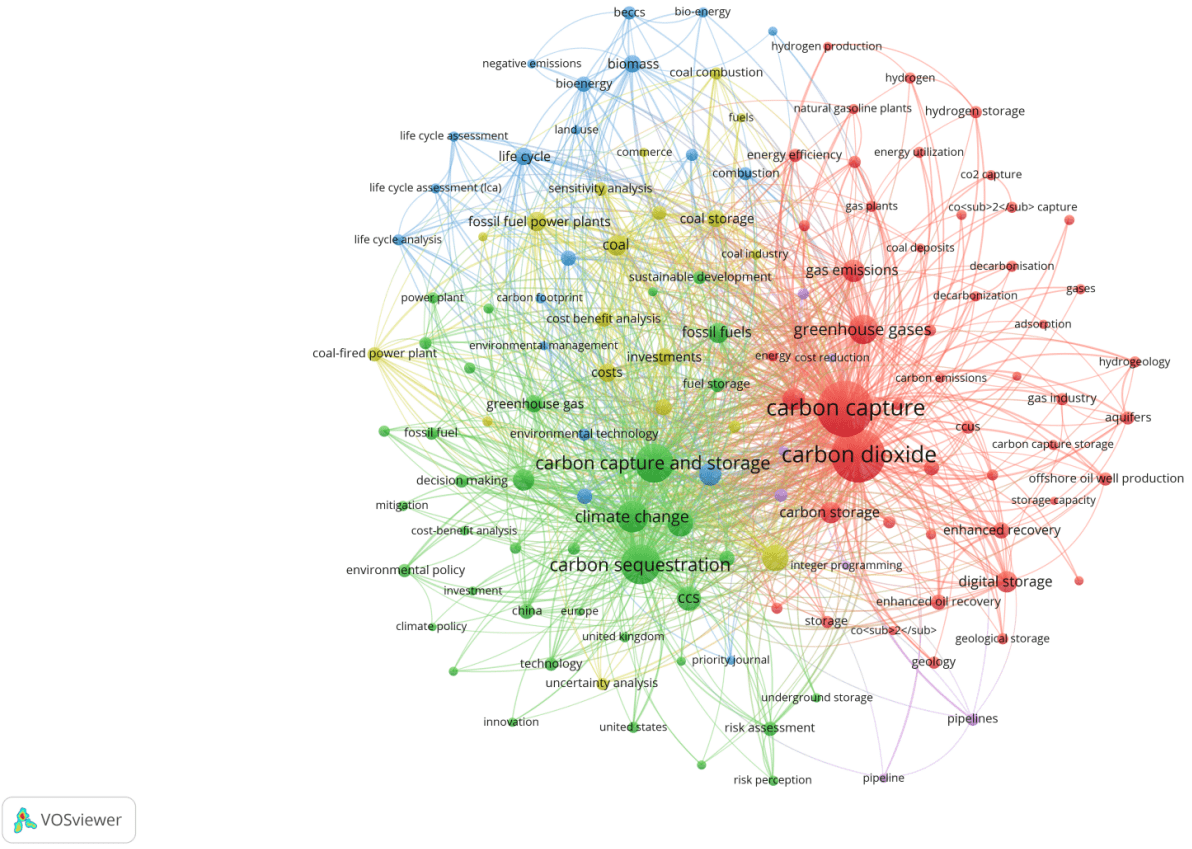 beccs
bio-energy
hydrogen production
negative emissions
biomass
coal combustion
hydrogen
bioenergy
natural gasoline plants
hydrogen storage
fuels
life cycle assessment
land use
life cycle
commerce
energy efficiency
energy utilization
combustion
co2 capture
life cycle assessment (lca)
sensitivity analysis
gas plants
co<sub>2</sub> capture
fossil fuel power plants
coal storage
life cycle analysis
coal
coal industry
coal deposits
gas emissions
decarbonisation
sustainable development
power plant
carbon footprint
decarbonization
gases
cost benefit analysis
fossil fuels
greenhouse gases
adsorption
coal-fired power plant
environmental management
investments
energy
cost reduction
hydrogeology
costs
fuel storage
carbon emissions
greenhouse gas
carbon capture
gas industry
aquifers
fossil fuel
environmental technology
ccus
carbon capture storage
carbon capture and storage
carbon dioxide
decision making
offshore oil well production
mitigation
storage capacity
climate change
carbon storage
cost-benefit analysis
enhanced recovery
environmental policy
carbon sequestration
integer programming
digital storage
investment
ccs
enhanced oil recovery
china
europe
storage
climate policy
united kingdom
co<sub>2</sub>
geological storage
technology
priority journal
geology
uncertainty analysis
underground storage
innovation
united states
risk assessment
pipelines
risk perception
pipeline
VOSviewer